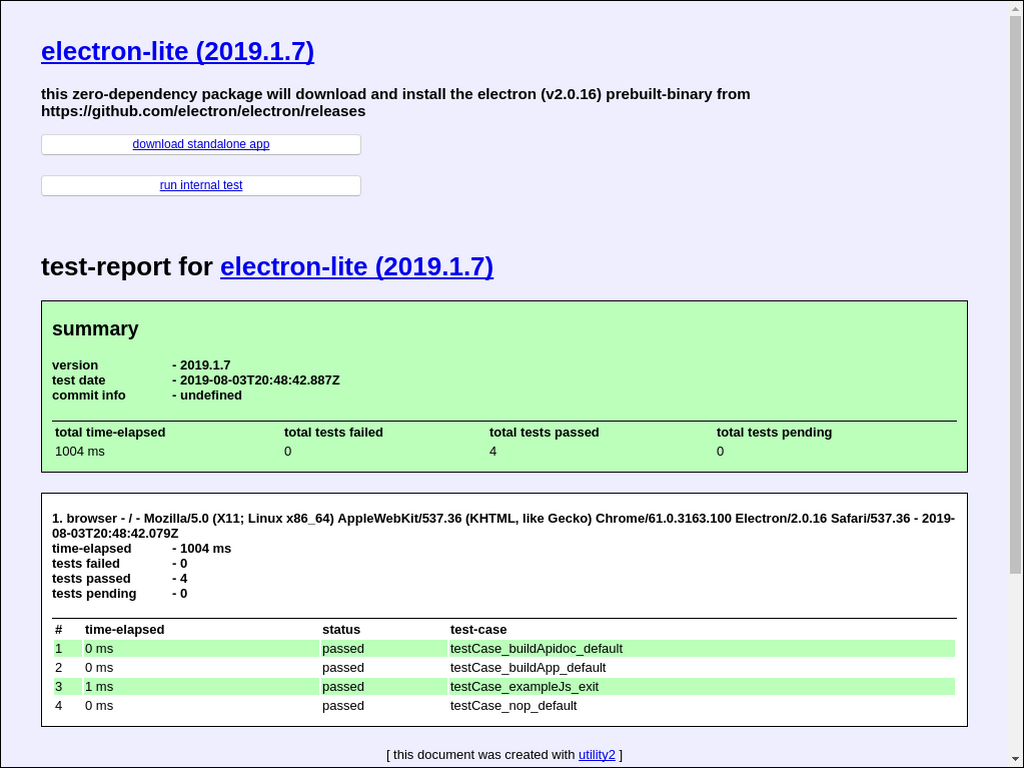 electron-lite (2019.1.7)
this zero-dependency package will download and install the electron (v2.0.16) prebuilt-binary from
https://github.com/electron/electron/releases
download standalone app
run internal test
test-report for electron-lite (2019.1.7)
summary
version - 2019.1.7
test date - 2019-08-03T20:48:42.887Z
commit info - undefined
total time-elapsed total tests failed total tests passed total tests pending
1004 ms 0 4 0
1. browser - / - Mozilla/5.0 (X11; Linux x86_64) AppleWebKit/537.36 (KHTML, like Gecko) Chrome/61.0.3163.100 Electron/2.0.16 Safari/537.36 - 2019-
08-03T20:48:42.079Z
time-elapsed - 1004 ms
tests failed - 0
tests passed - 4
tests pending - 0
# time-elapsed status test-case
1 0 ms passed testCase_buildApidoc_default
2 0 ms passed testCase_buildApp_default
3 1 ms passed testCase_exampleJs_exit
4 0 ms passed testCase_nop_default
[ this document was created with utility2 ]